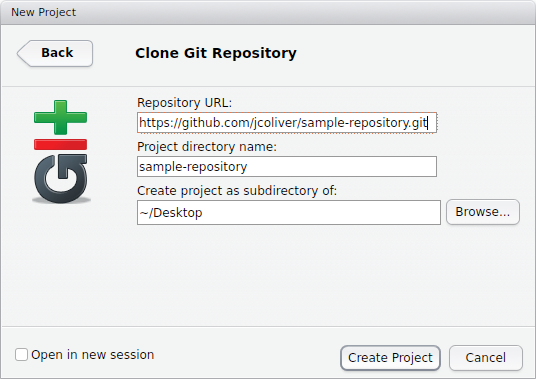 New Project
Back
Clone Git Repository
Repository URL:
https://github.com/jcoliver/sample-repository.git
Project directory name:
sample-repository
Create project as subdirectory of:
~/Desktop
Browse...
Open in new session
Create Project
Cancel